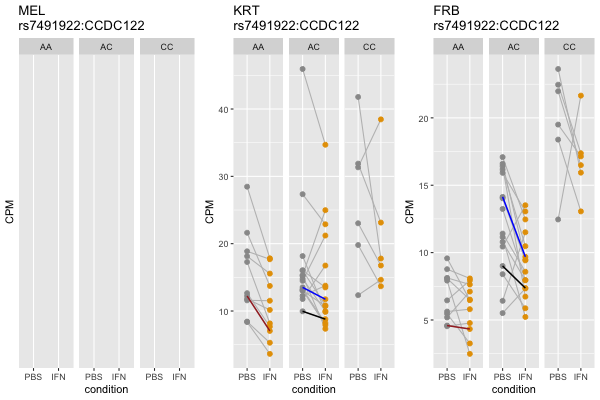 MEL
rs7491922:CCDC122
AA AC CC
CPM
PBS IFN PBS IFN PBS IFN
condition
KRT
rs7491922:CCDC122
AA AC CC
CPM
40
30
20
10
PBS IFN PBS IFN PBS IFN
condition
FRB
rs7491922:CCDC122
AA AC CC
CPM
20
15
10
5
PBS IFN PBS IFN PBS IFN
condition